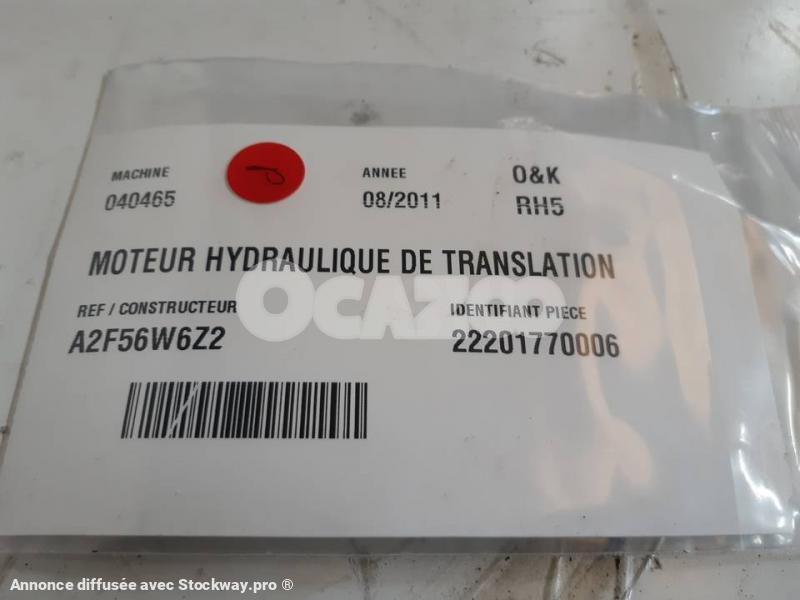 MACHINE
040465
ANNEE
08/2011
O&K
RH5
MOTEUR HYDRAULIQUE DE TRANSLATION
REF / CONSTRUCTEUR
A2F56W6Z2
IDENTIFIANT PIECE
22201770006
OCAZOO
Annonce diffusée avec Stockway.pro ®